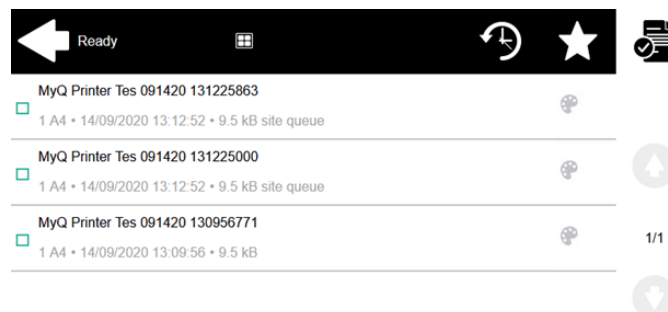 Ready
MyQ Printer Tes 091420 131225863
1 A4 • 14/09/2020 13:12:52 • 9.5 kB site queue
MyQ Printer Tes 091420 131225000
1 A4 • 14/09/2020 13:12:52 • 9.5 kB site queue
MyQ Printer Tes 091420 130956771
1 A4 • 14/09/2020 13:09:56 • 9.5 kB
1/1